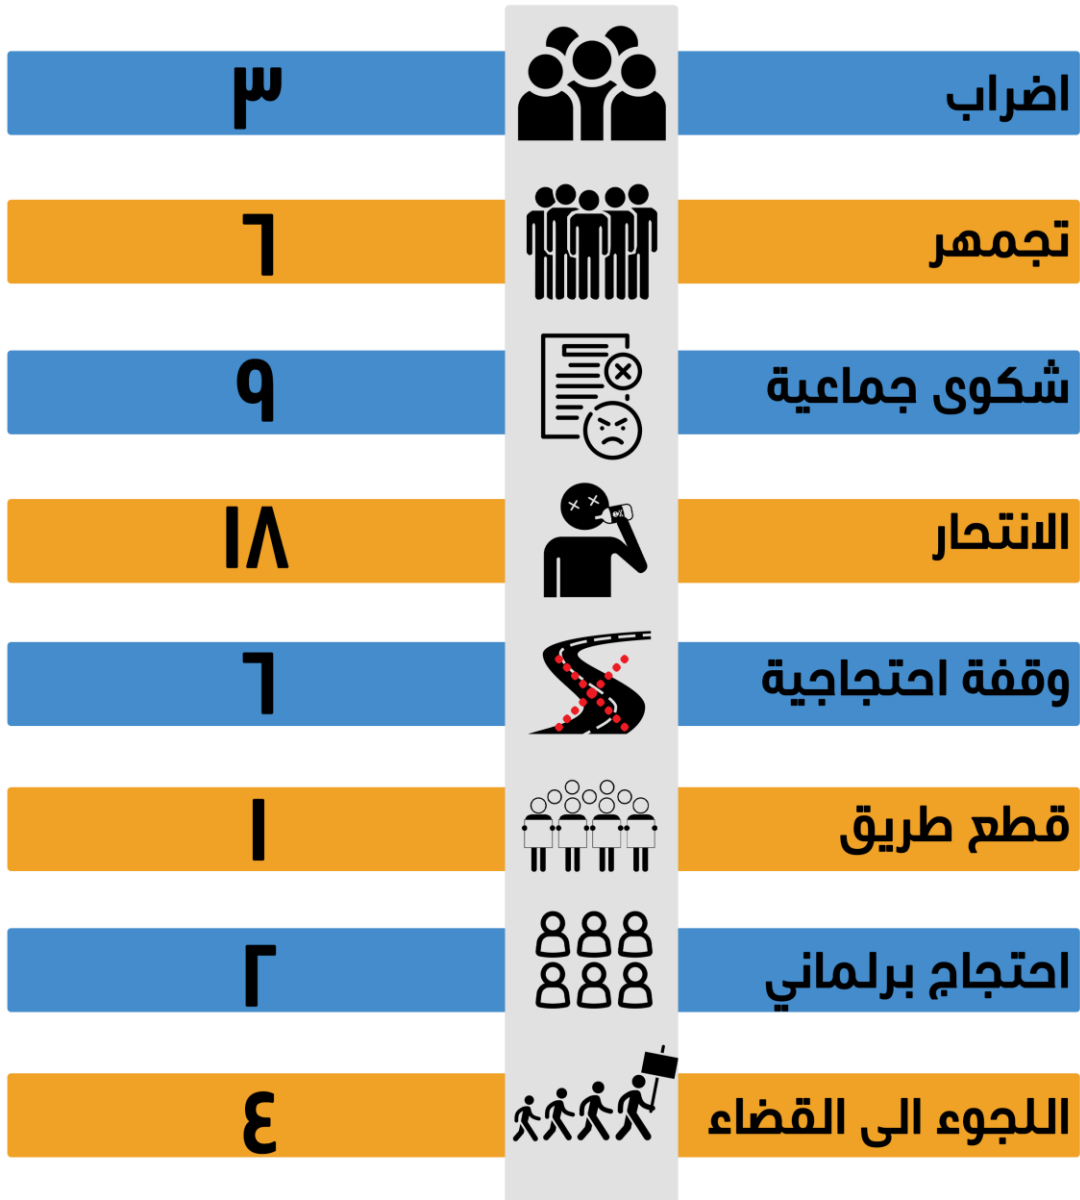 اضراب ٣
تجمهر ٦
شكوى جماعية ٩
الانتحار ١٨
وقفة احتجاجية ٦
قطع طريق ١
احتجاج برلماني ٢
اللجوء الى القضاء ٤